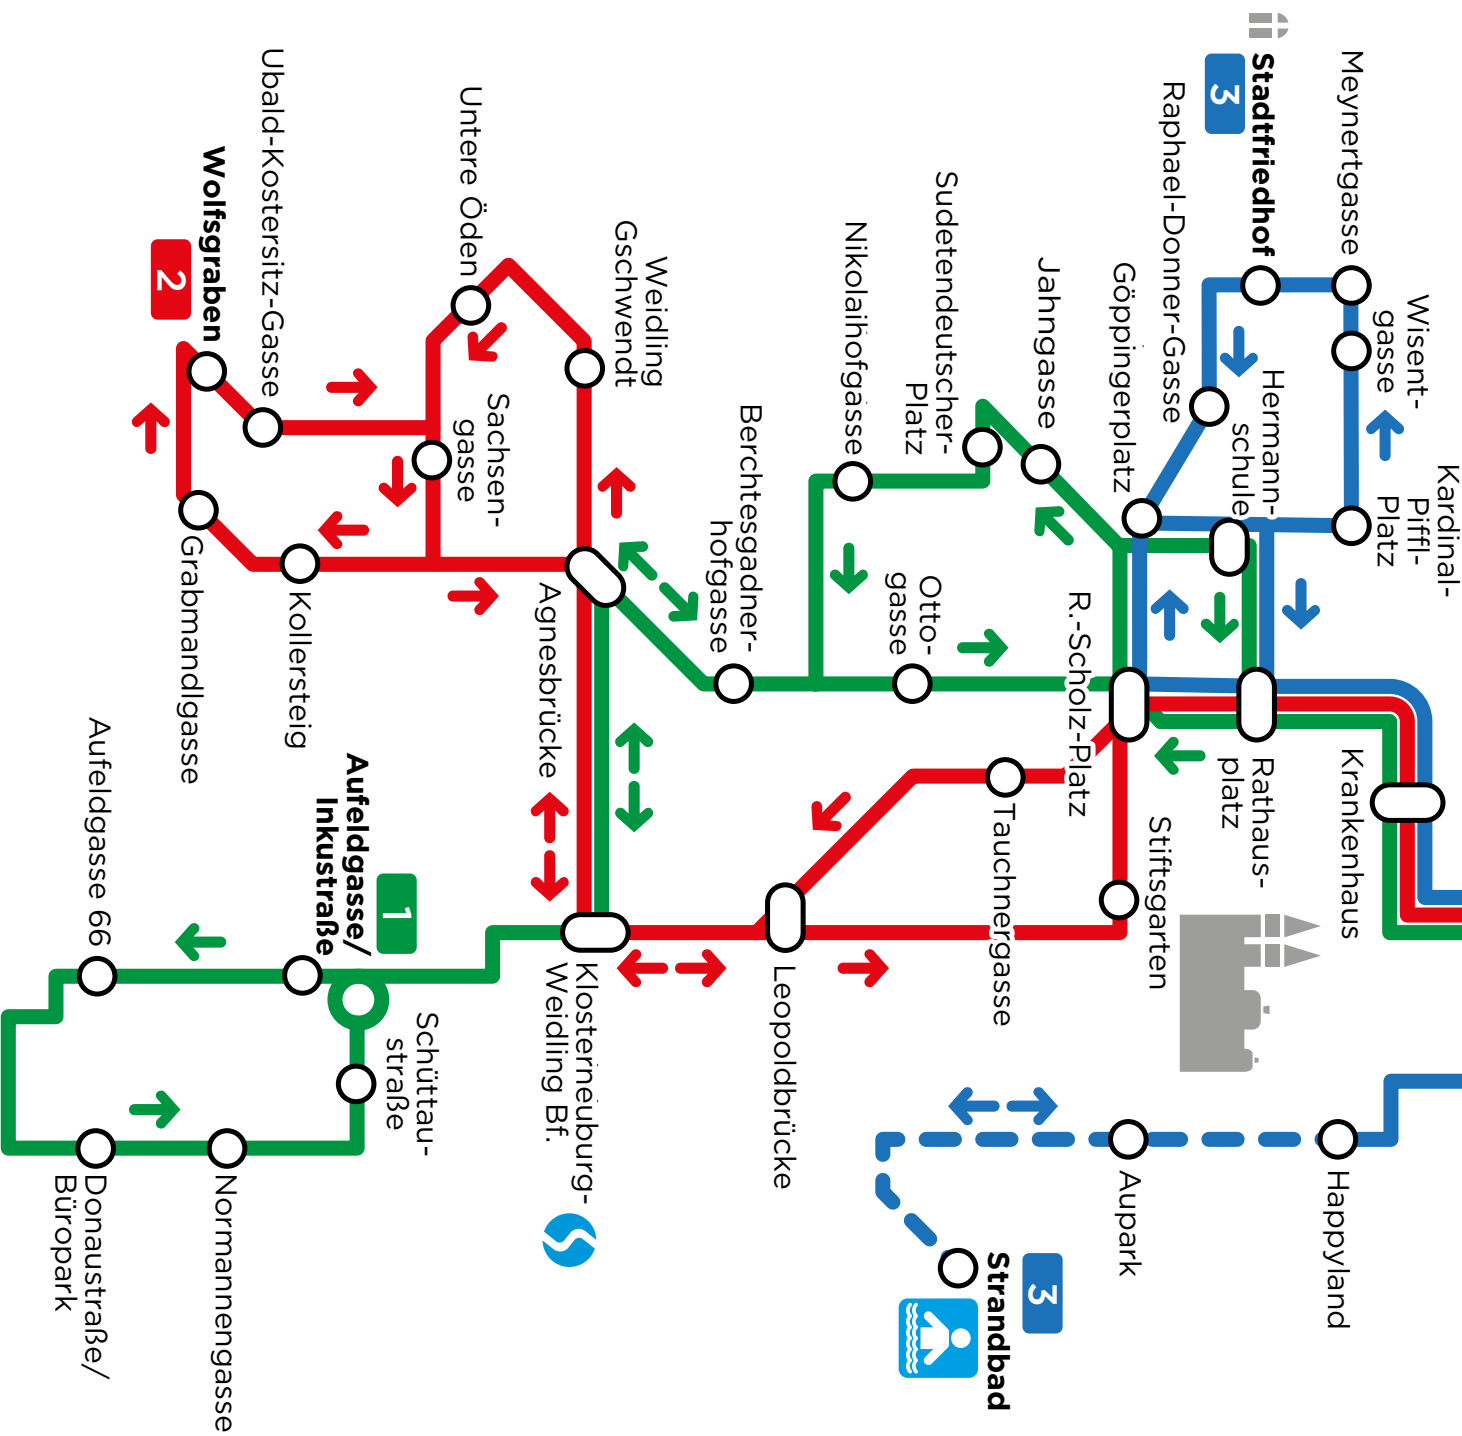 Meynertgasse
Stadtfriedhof
3
Raphael-Donner-Gasse
Wisent-
gasse
Kardinal-
Piffl-
Platz
Hermann-
schule
Göppingerplatz
Jahngasse
Sudetendeutscher-
Platz
Nikolaihofgasse
Otto-
gasse
R.-Scholz-Platz
Rathaus-
platz
Krankenhaus
Stiftsgarten
Tauchnergasse
Leopoldbrücke
Berchtesgadner-
hofgasse
Weidling
Gschwendt
Untere Öden
Sachsen-
gasse
Ubald-Kostersitz-Gasse
Wolfsgraben
2
Grabmandlgasse
Kollersteig
Agnesbrücke
Klosterneuburg-
Weidling Bf.
1
Aufeldgasse/
Inkustraße
Aufeldgasse 66
Schüttau-
straße
Normannengasse
Donaustraße/
Büropark
Happyland
Aupark
3
Strandbad